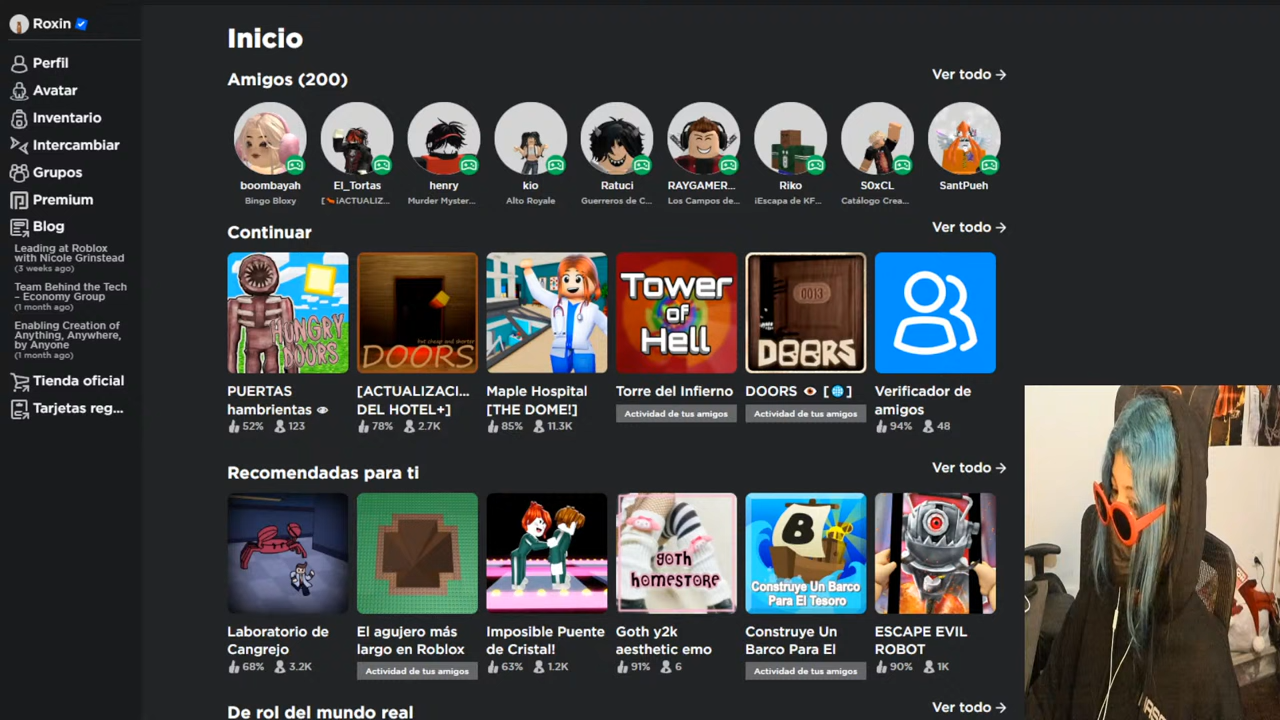 Roxin
Perfil
Avatar
Inventario
Intercambiar
Grupos
Premium
Blog
Leading at Roblox
with Nicole Grinstead
(3 weeks ago)
Team Behind the Tech
– Economy Group
(1 month ago)
Enabling Creation of
Anything, Anywhere,
by Anyone
(1 month ago)
Tienda oficial
Tarjetas reg...
Inicio
Amigos (200)
Ver todo →
boombayah
El_Tortas
henry
kio
Ratuci
RAYGAMER...
Riko
S0xCL
SantPueh
Bingo Bloxy
[🌭¡ACTUALIZ...
Murder Myster...
Alto Royale
Guerreros de C...
Los Campos de...
¡Escapa de KF...
Catálogo Crea...
Continuar
Ver todo →
HUNGRY
DOORS
but cheap and shorter
DOORS
Tower
of
Hell
0013
DOORS
PUERTAS
hambrientas 👁
52% 123
[ACTUALIZACI...
DEL HOTEL+]
78% 2.7K
Maple Hospital
[THE DOME!]
85% 11.3K
Torre del Infierno
Actividad de tus amigos
DOORS 👁 [🌐]
Actividad de tus amigos
Verificador de
amigos
94% 48
Recomendadas para ti
Ver todo →
goth
homestore
B
Construye Un Barco
Para El Tesoro
Laboratorio de
Cangrejo
68% 3.2K
El agujero más
largo en Roblox
Actividad de tus amigos
Imposible Puente
de Cristal!
63% 1.2K
Goth y2k
aesthetic emo
91% 6
Construye Un
Barco Para El
Actividad de tus amigos
ESCAPE EVIL
ROBOT
90% 1K
De rol del mundo real
Ver todo →